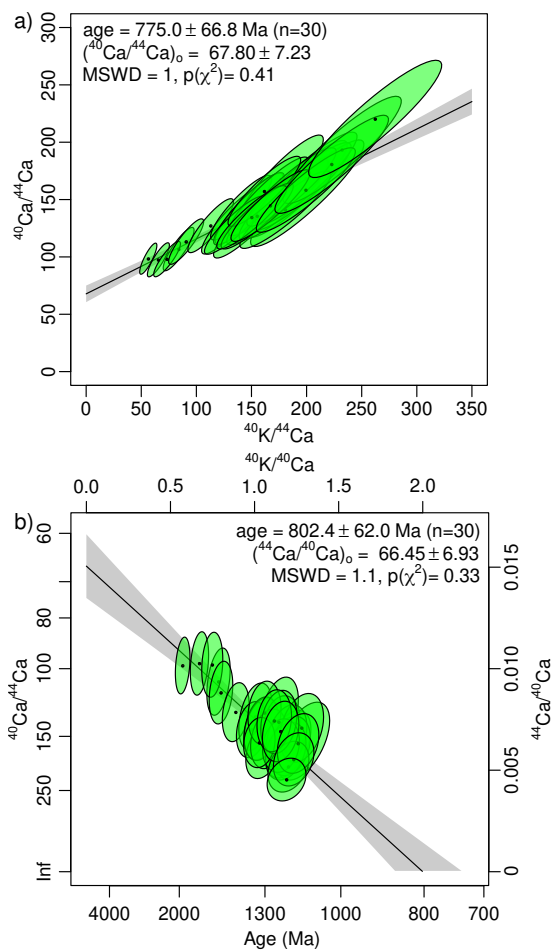 a)
age = 775.0 ± 66.8 Ma (n=30)
(⁴⁰Ca/⁴⁴Ca)ₒ = 67.80 ± 7.23
MSWD = 1, p(χ²)= 0.41
⁴⁰Ca/⁴⁴Ca
300
250
200
150
100
50
0
0 50 100 150 200 250 300 350
⁴⁰K/⁴⁴Ca
⁴⁰K/⁴⁰Ca
0.0 0.5 1.0 1.5 2.0
b)
age = 802.4 ± 62.0 Ma (n=30)
(⁴⁴Ca/⁴⁰Ca)ₒ = 66.45 ± 6.93
MSWD = 1.1, p(χ²)= 0.33
⁴⁰Ca/⁴⁴Ca
60
80
100
150
250
Inf
⁴⁴Ca/⁴⁰Ca
0.015
0.010
0.005
0
4000 2000 1300 1000 800 700
Age (Ma)